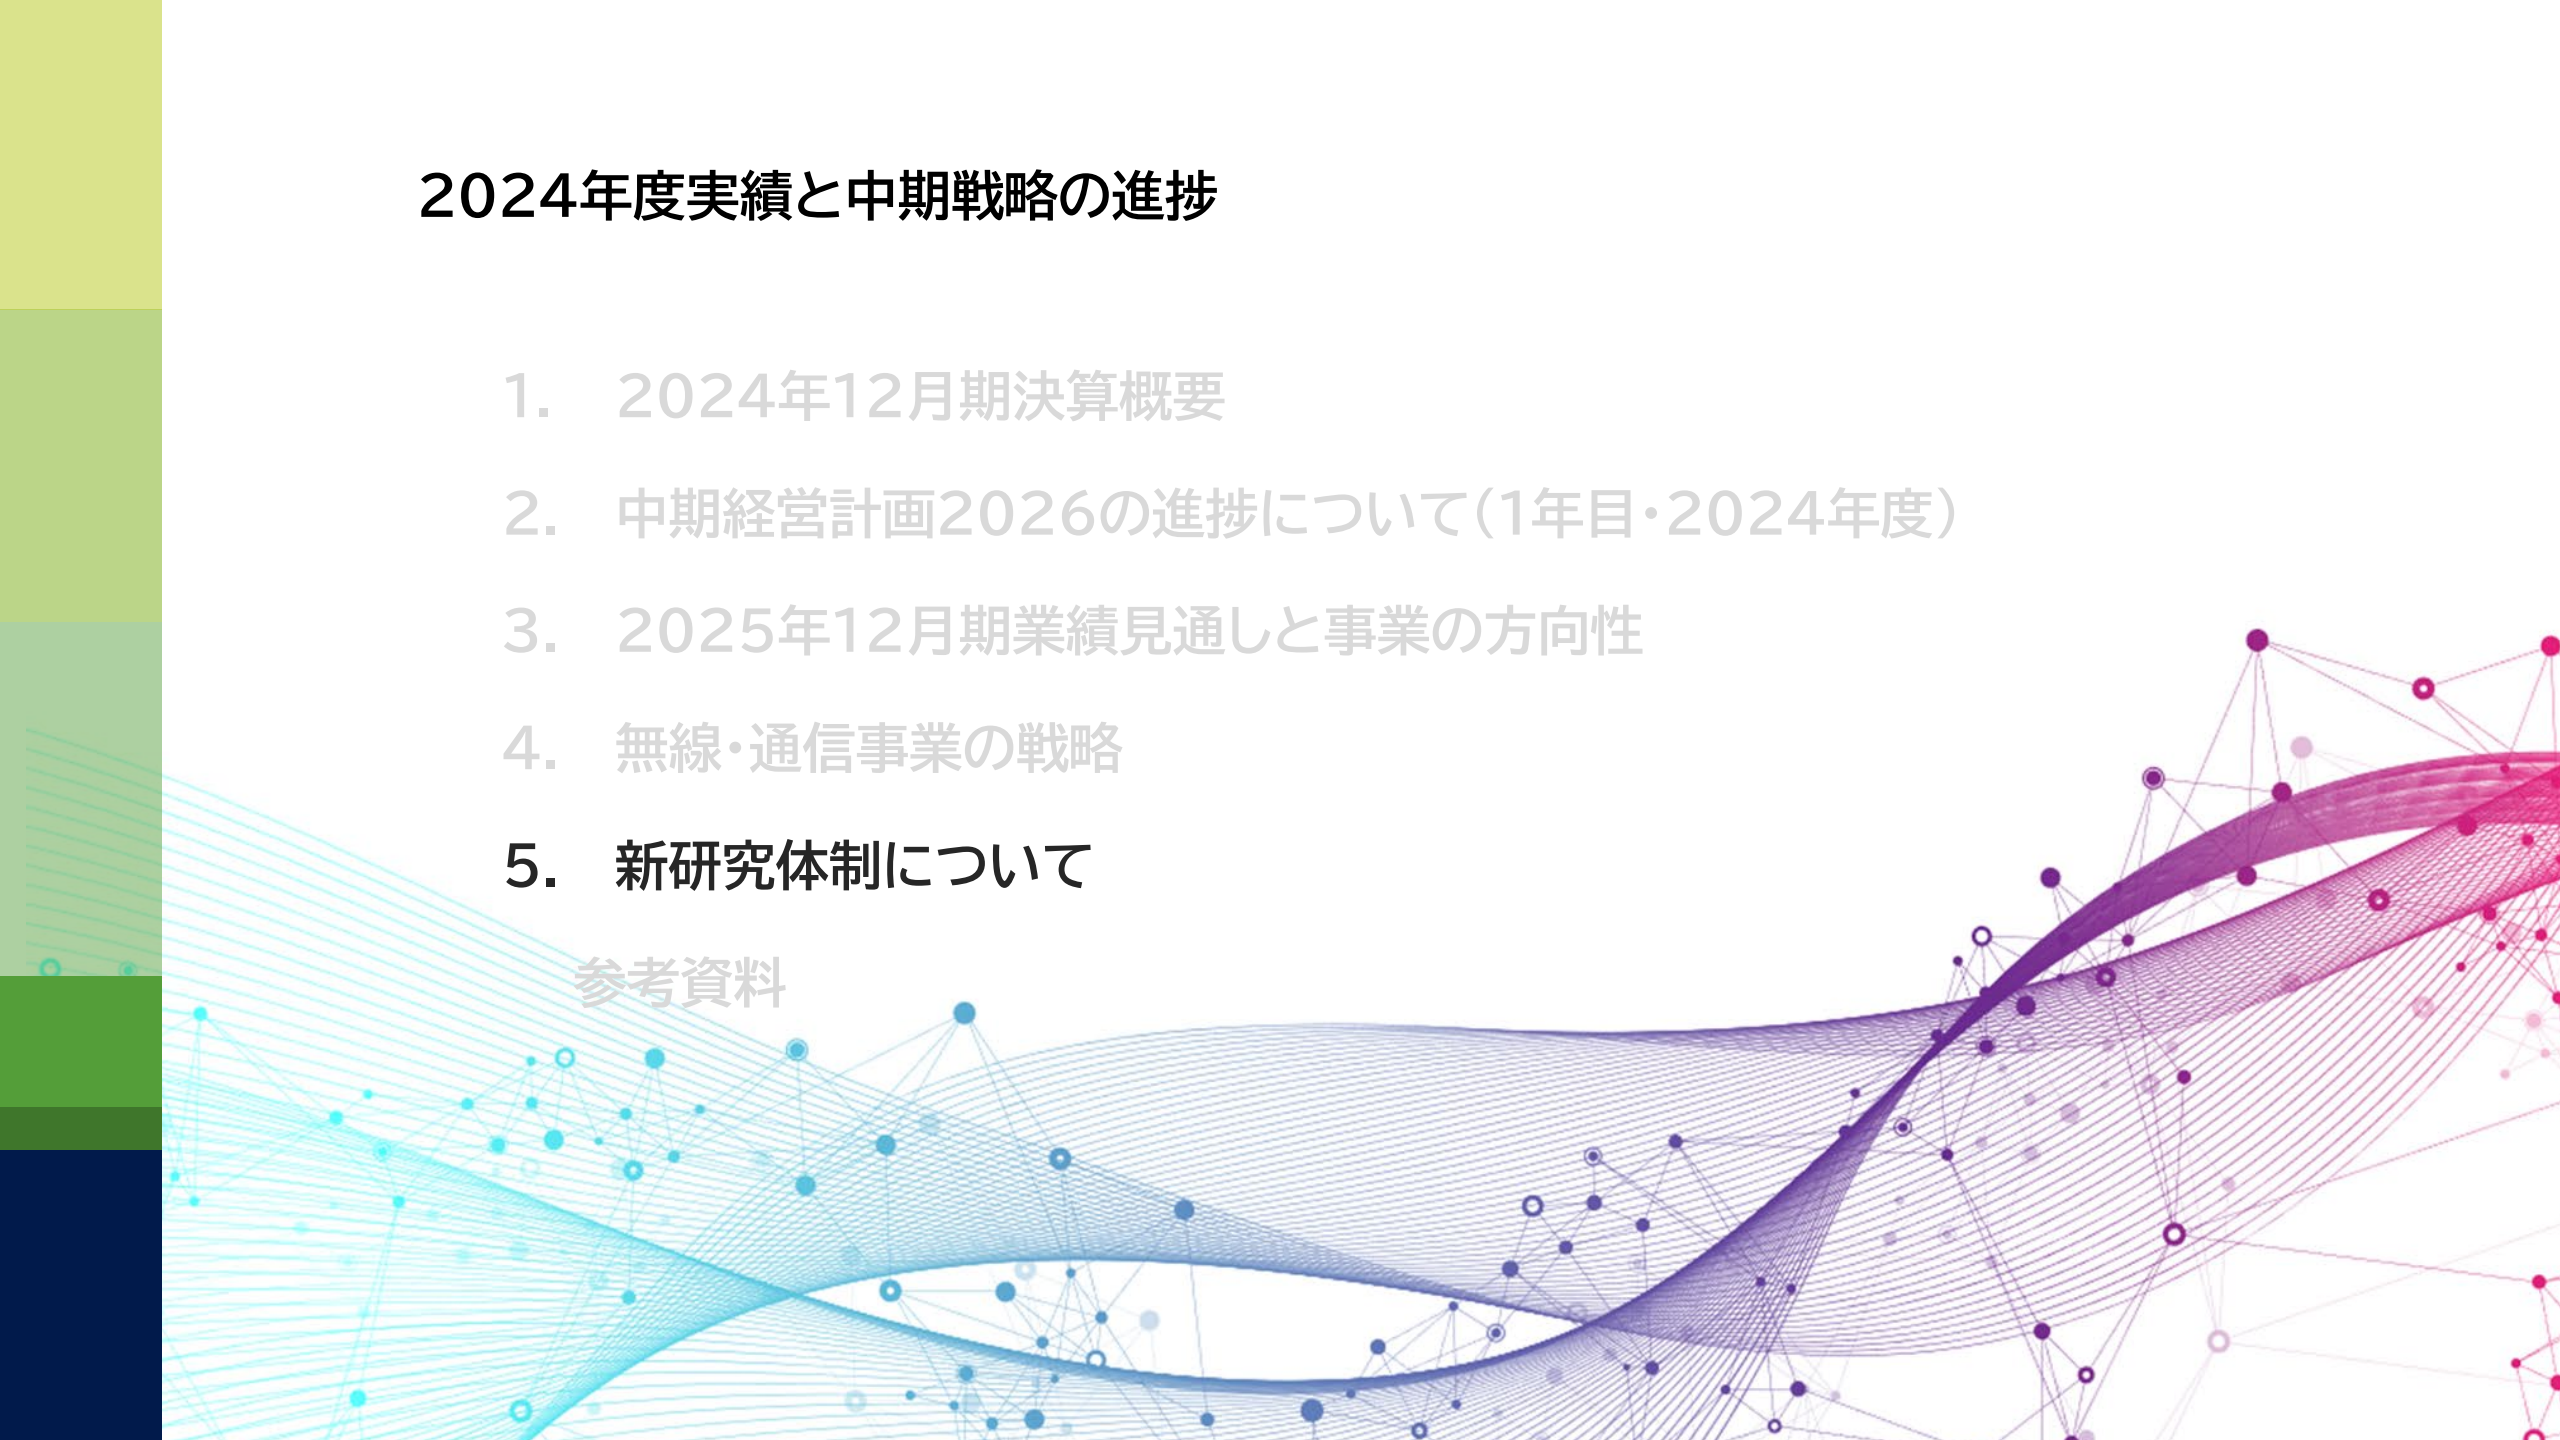 2024年度実績と中期戦略の進捗
1. 2024年12月期決算概要
2. 中期経営計画2026の進捗について(1年目・2024年度)
3. 2025年12月期業績見通しと事業の方向性
4. 無線・通信事業の戦略
5. 新研究体制について
参考資料